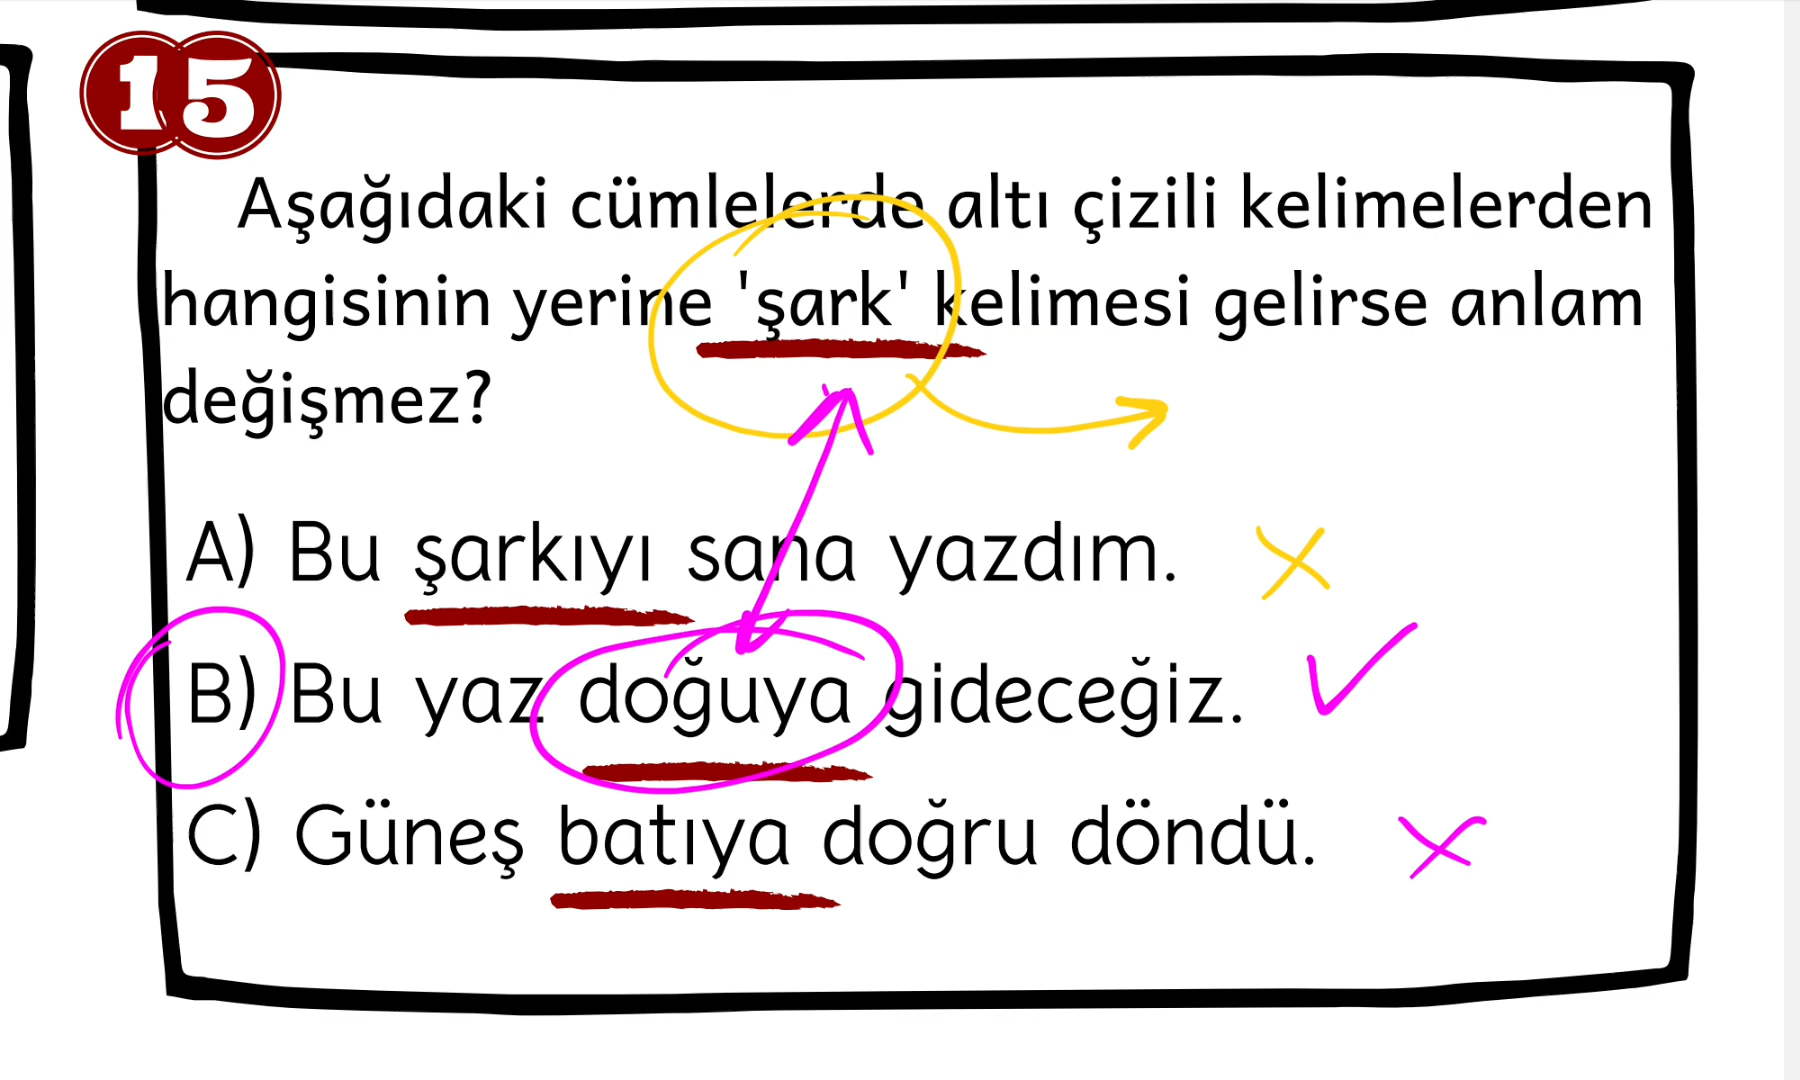 15
Aşağıdaki cümlelerde altı çizili kelimelerden
hangisinin yerine 'şark' kelimesi gelirse anlam
değişmez?
A) Bu şarkıyı sana yazdım.
B) Bu yaz doğuya gideceğiz.
C) Güneş batıya doğru döndü.